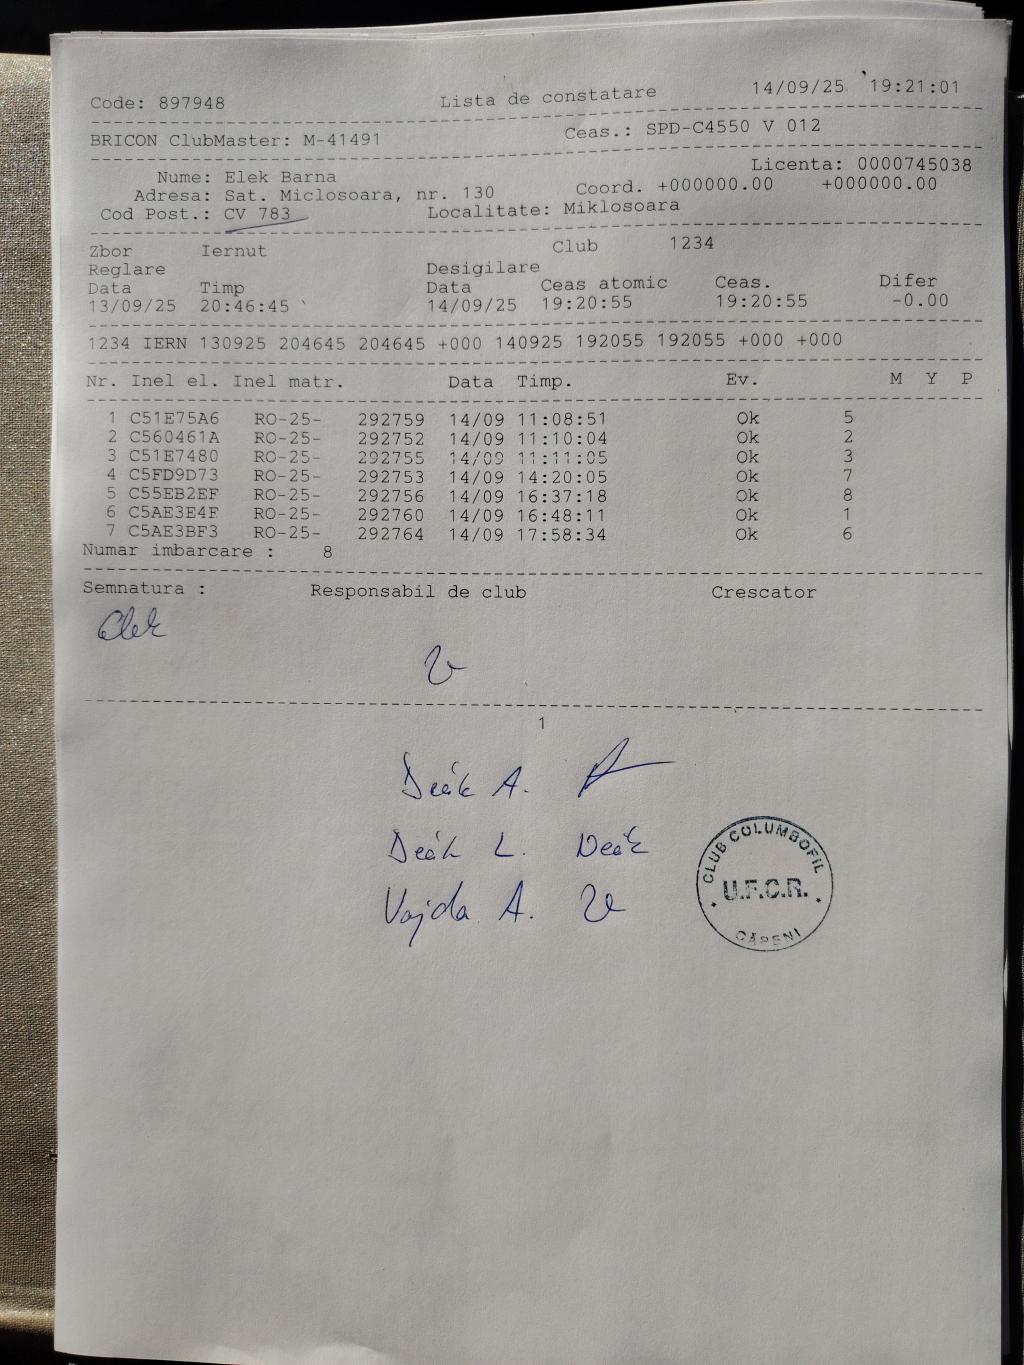 Code: 897948 Lista de constatare 14/09/25 19:21:01
BRICON ClubMaster: M-41491 Ceas.: SPD-C4550 V 012
Licenta: 0000745038
Nume: Elek Barna
Adresa: Sat. Miclosoara, nr. 130 Coord. +000000.00 +000000.00
Cod Post.: CV 783 Localitate: Miklosoara
Zbor Iernut Club 1234
Reglare Desigilare
Data Timp Data Ceas atomic Ceas. Difer
13/09/25 20:46:45 14/09/25 19:20:55 19:20:55 -0.00
1234 IERN 130925 204645 204645 +000 140925 192055 192055 +000 +000
Nr. Inel el. Inel matr. Data Timp. Ev. M Y P
1 C51E75A6 RO-25- 292759 14/09 11:08:51 Ok 5
2 C560461A RO-25- 292752 14/09 11:10:04 Ok 2
3 C51E7480 RO-25- 292755 14/09 11:11:05 Ok 3
4 C5FD9D73 RO-25- 292753 14/09 14:20:05 Ok 7
5 C55EB2EF RO-25- 292756 14/09 16:37:18 Ok 8
6 C5AE3E4F RO-25- 292760 14/09 16:48:11 Ok 1
7 C5AE3BF3 RO-25- 292764 14/09 17:58:34 Ok 6
Numar imbarcare : 8
Semnatura : Responsabil de club Crescator
Elek
1
Deák A.
Deák L. Deák
Vajda A.
CLUB COLUMBOFIL
U.F.C.R.
CĂPENI